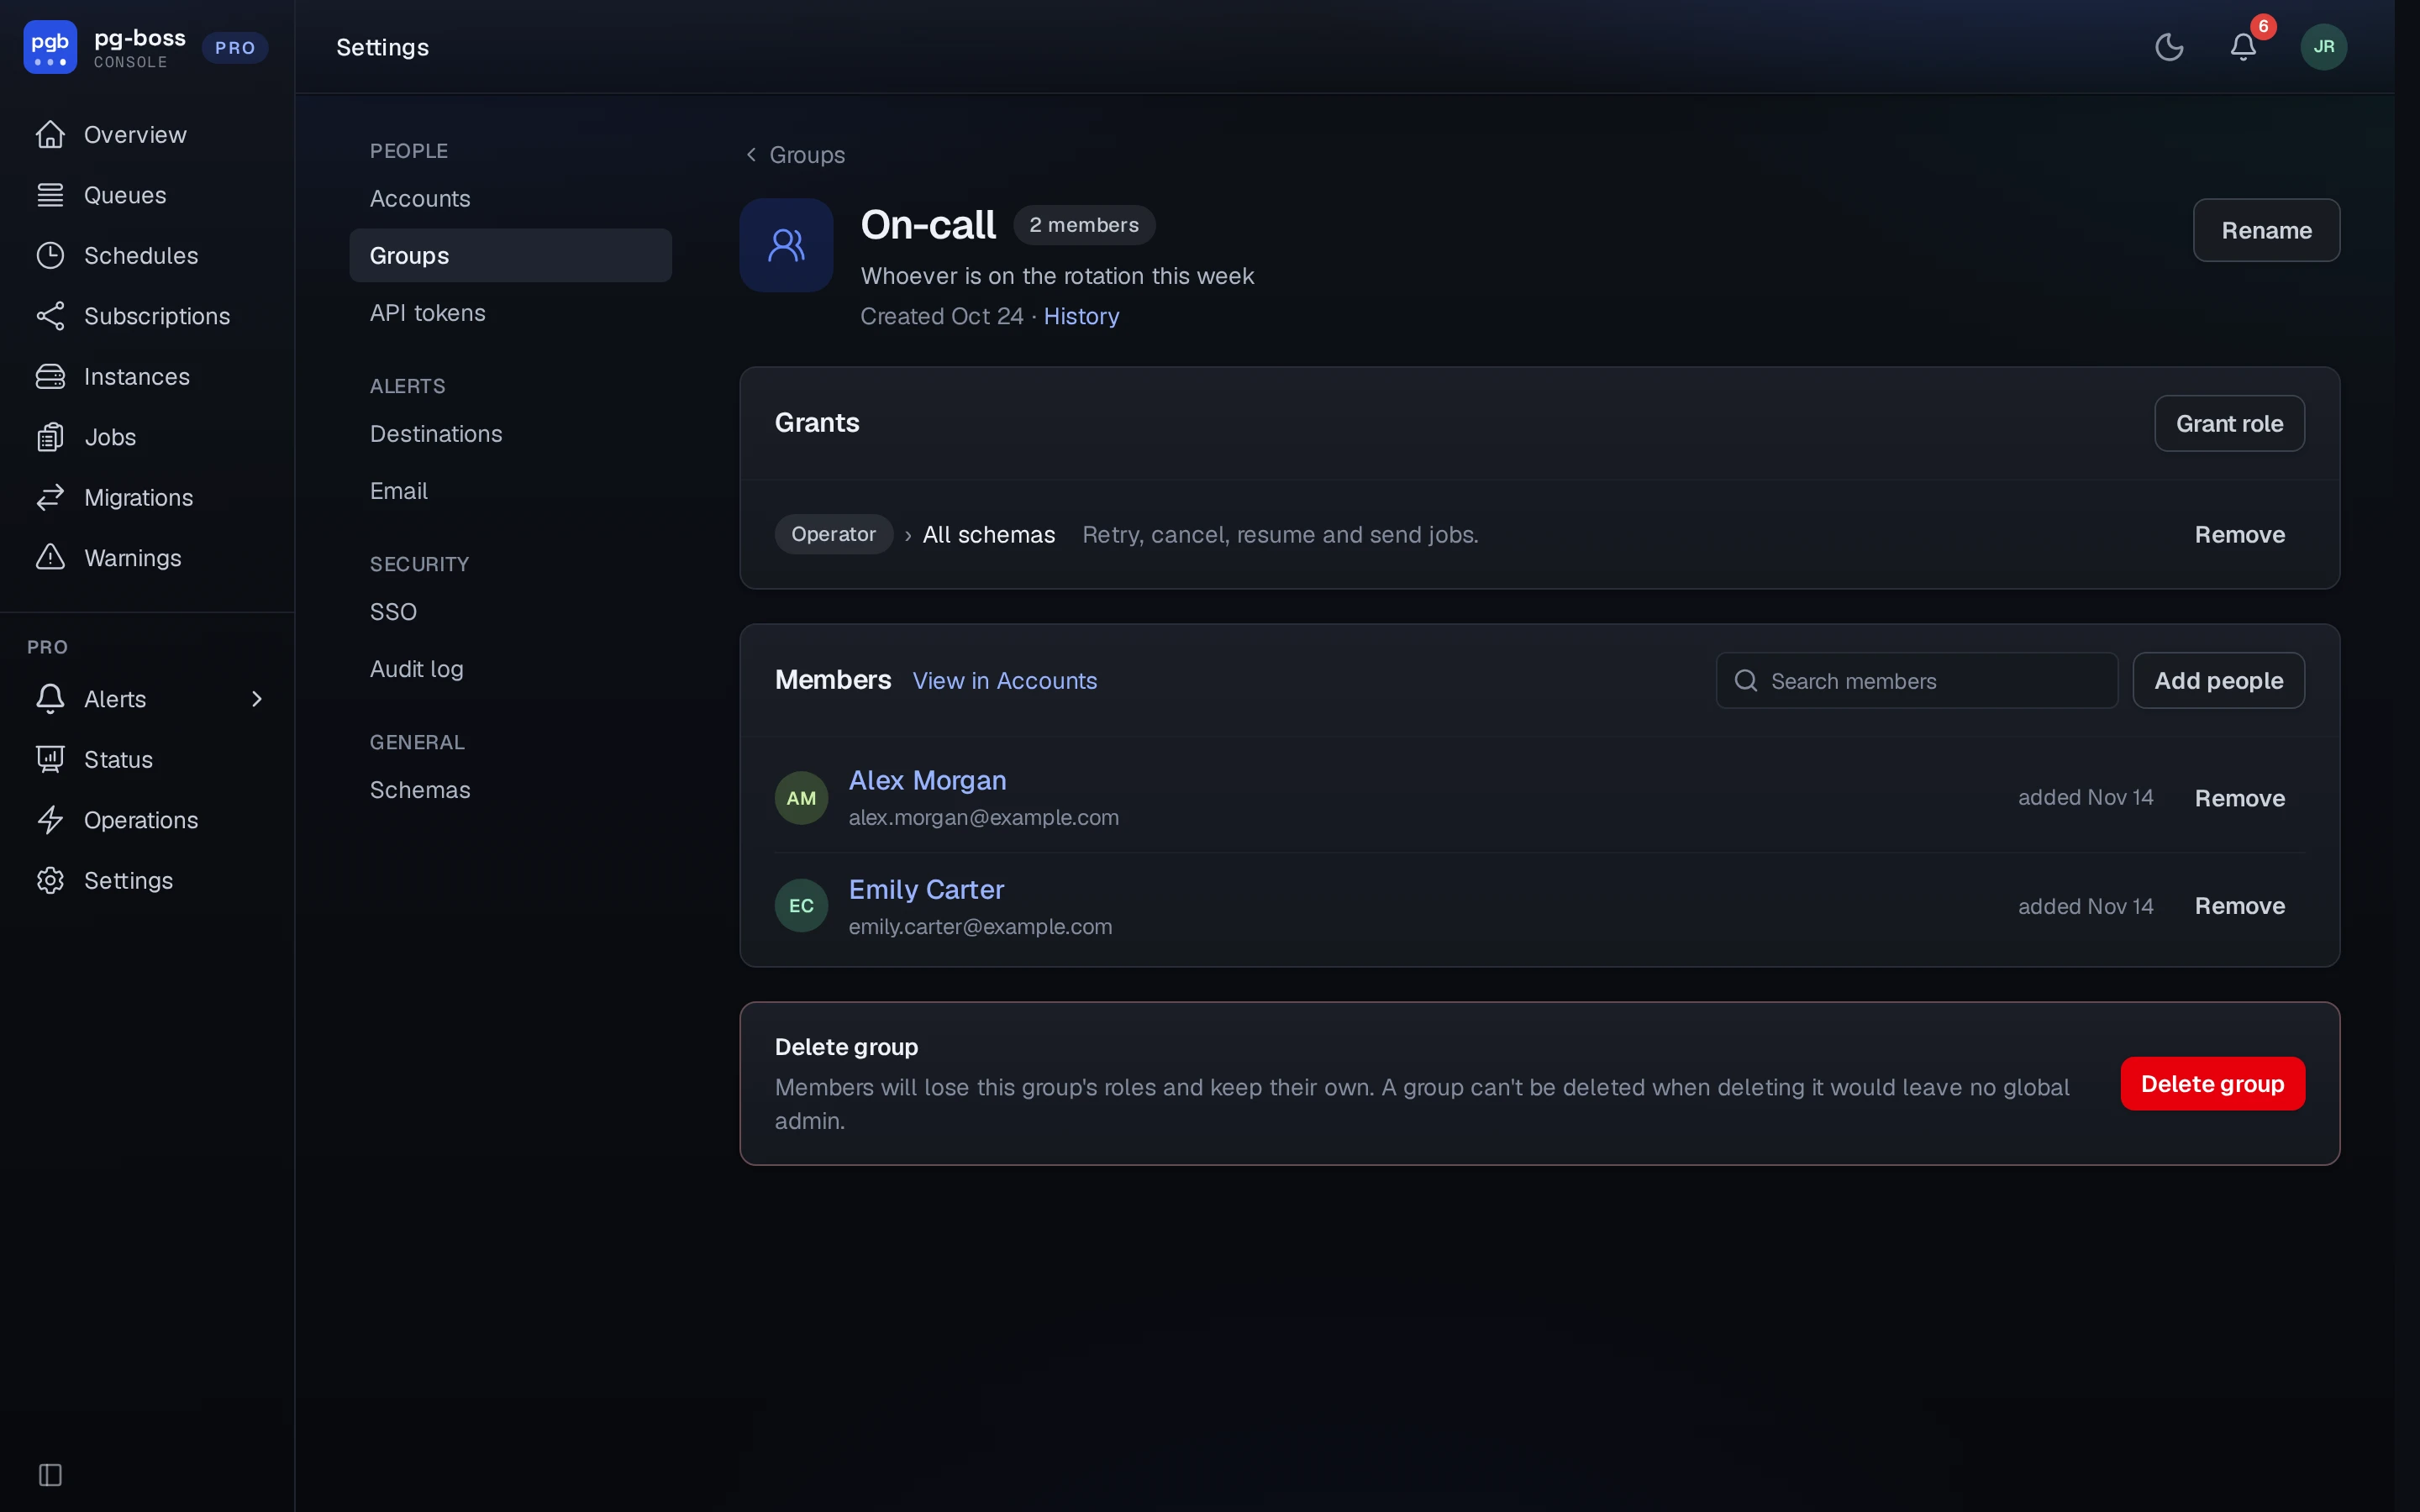 pgb
pg-boss
CONSOLE
PRO
Settings
6
JR
Overview
Queues
Schedules
Subscriptions
Instances
Jobs
Migrations
Warnings
PRO
Alerts
Status
Operations
Settings
PEOPLE
Accounts
Groups
API tokens
ALERTS
Destinations
Email
SECURITY
SSO
Audit log
GENERAL
Schemas
Groups
On-call
2 members
Rename
Whoever is on the rotation this week
Created Oct 24 · History
Grants
Grant role
Operator › All schemas Retry, cancel, resume and send jobs.
Remove
Members View in Accounts
Search members
Add people
AM
Alex Morgan
alex.morgan@example.com
added Nov 14
Remove
EC
Emily Carter
emily.carter@example.com
added Nov 14
Remove
Delete group
Members will lose this group's roles and keep their own. A group can't be deleted when deleting it would leave no global
admin.
Delete group